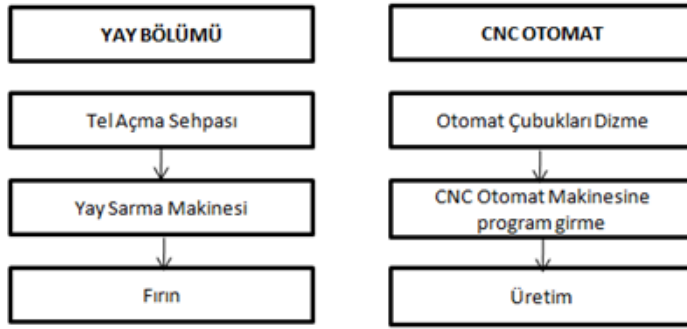 YAY BÖLÜMÜ
Tel Açma Sehpası
Yay Sarma Makinesi
Fırın
CNC OTOMAT
Otomat Çubukları Dizme
CNC Otomat Makinesine
program girme
Üretim